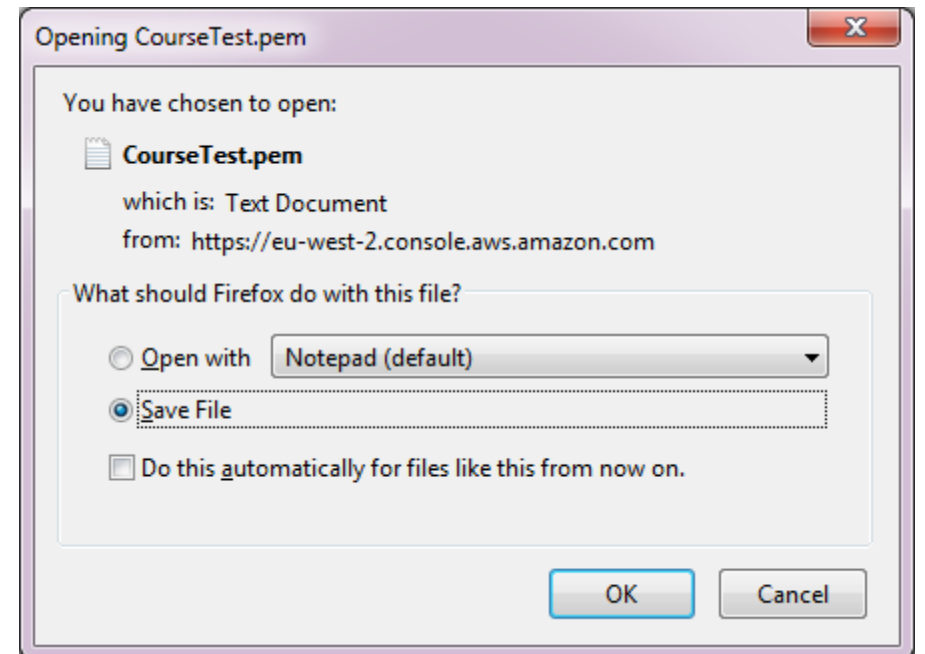 Opening CourseTest.pem
You have chosen to open:
CourseTest.pem
which is: Text Document
from: https://eu-west-2.console.aws.amazon.com
What should Firefox do with this file?
Open with Notepad (default)
Save File
Do this automatically for files like this from now on.
OK Cancel